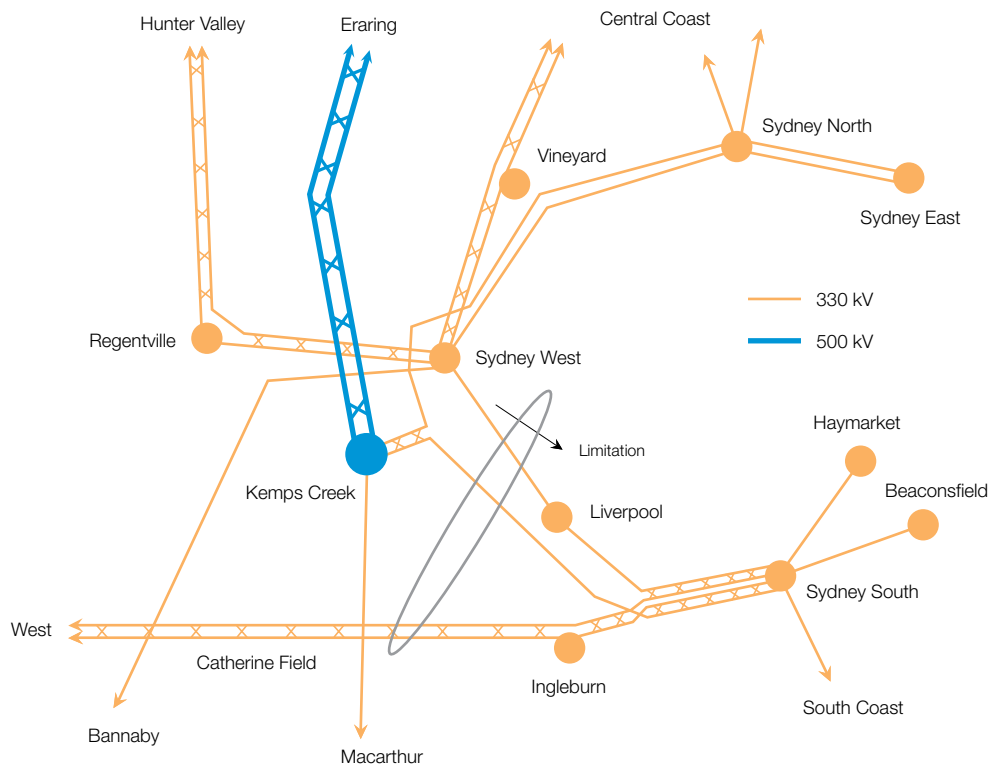 Hunter Valley
Eraring
Central Coast
Sydney North
Vineyard
Sydney East
330 kV
500 kV
Regentville
Sydney West
Haymarket
Limitation
Kemps Creek
Beaconsfield
Liverpool
Sydney South
West
Catherine Field
Ingleburn
South Coast
Bannaby
Macarthur